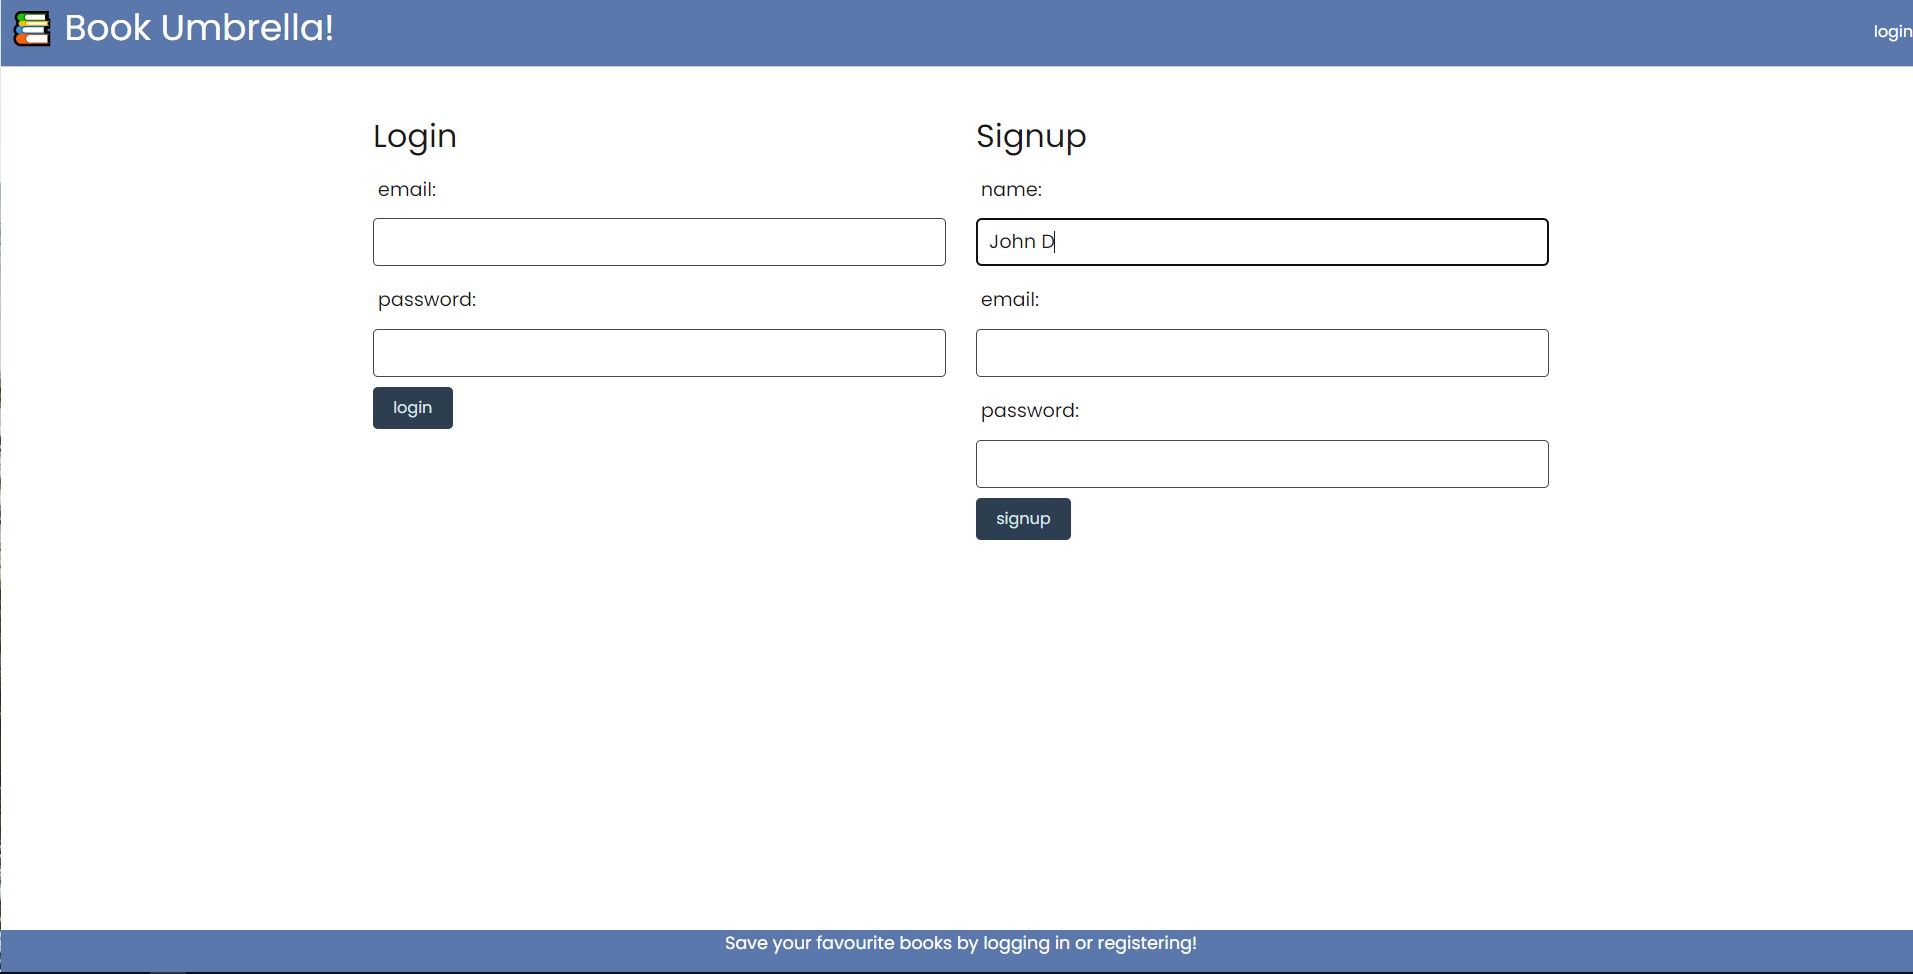 Book Umbrella!
login
Login
email:
password:
login
Signup
name:
John D
email:
password:
signup
Save your favourite books by logging in or registering!